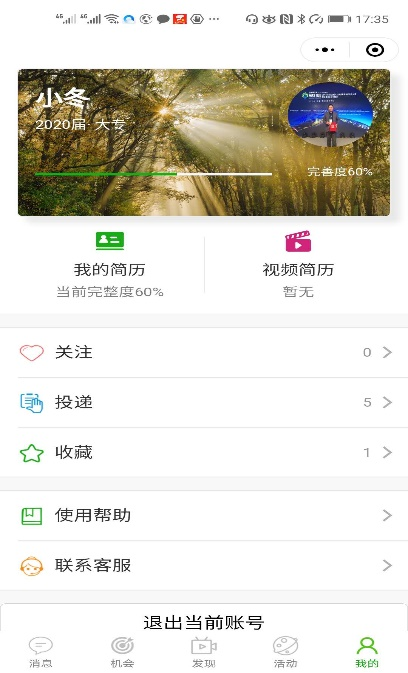 17:35
小冬
2020届 大专
完善度60%
我的简历
视频简历
当前完整度60%
暂无
关注 0
投递 5
收藏 1
使用帮助
联系客服
退出当前账号
消息 机会 发现 活动 我的